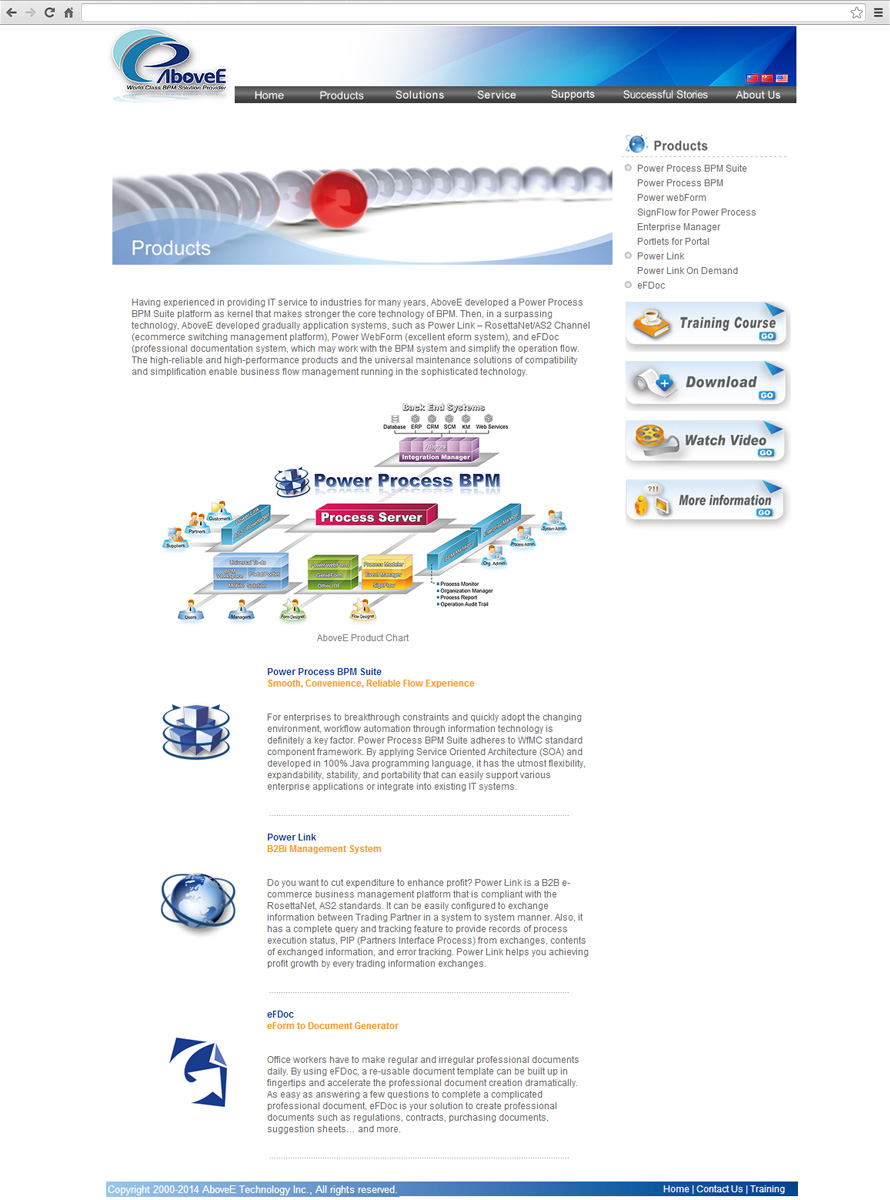 AboveE
World Class BPM Solution Provider
Home Products Solutions Service Supports Successful Stories About Us
Products
Having experienced in providing IT service to industries for many years, AboveE developed a Power Process
BPM Suite platform as kernel that makes stronger the core technology of BPM. Then, in a surpassing
technology, AboveE developed gradually application systems, such as Power Link – RosettaNet/AS2 Channel
(ecommerce switching management platform), Power WebForm (excellent eform system), and eFDoc
(professional documentation system, which may work with the BPM system and simplify the operation flow.
The high-reliable and high-performance products and the universal maintenance solutions of compatibility
and simplification enable business flow management running in the sophisticated technology.
Back End Systems
Database ERP CRM SCM KM Web Services
Integration Manager
Power Process BPM
Process Server
Customers
Partners
Suppliers
System Admin.
Process Admin.
Org. Admin.
Universal To-do
Mobile Solution
Process Modeler
Event Manager
SignFlow
Process Monitor
Organization Manager
Process Report
Operation Audit Trail
Users Managers Form Designer Flow Designer
AboveE Product Chart
Power Process BPM Suite
Smooth, Convenience, Reliable Flow Experience
For enterprises to breakthrough constraints and quickly adopt the changing
environment, workflow automation through information technology is
definitely a key factor. Power Process BPM Suite adheres to WfMC standard
component framework. By applying Service Oriented Architecture (SOA) and
developed in 100% Java programming language, it has the utmost flexibility,
expandability, stability, and portability that can easily support various
enterprise applications or integrate into existing IT systems.
Power Link
B2Bi Management System
Do you want to cut expenditure to enhance profit? Power Link is a B2B e-
commerce business management platform that is compliant with the
RosettaNet, AS2 standards. It can be easily configured to exchange
information between Trading Partner in a system to system manner. Also, it
has a complete query and tracking feature to provide records of process
execution status, PIP (Partners Interface Process) from exchanges, contents
of exchanged information, and error tracking. Power Link helps you achieving
profit growth by every trading information exchanges.
eFDoc
eForm to Document Generator
Office workers have to make regular and irregular professional documents
daily. By using eFDoc, a re-usable document template can be built up in
fingertips and accelerate the professional document creation dramatically.
As easy as answering a few questions to complete a complicated
professional document, eFDoc is your solution to create professional
documents such as regulations, contracts, purchasing documents,
suggestion sheets… and more.
Products
Power Process BPM Suite
Power Process BPM
Power webForm
SignFlow for Power Process
Enterprise Manager
Portlets for Portal
Power Link
Power Link On Demand
eFDoc
Training Course
GO
Download
GO
Watch Video
GO
?!!
More information
GO
Copyright 2000-2014 AboveE Technology Inc., All rights reserved.
Home | Contact Us | Training